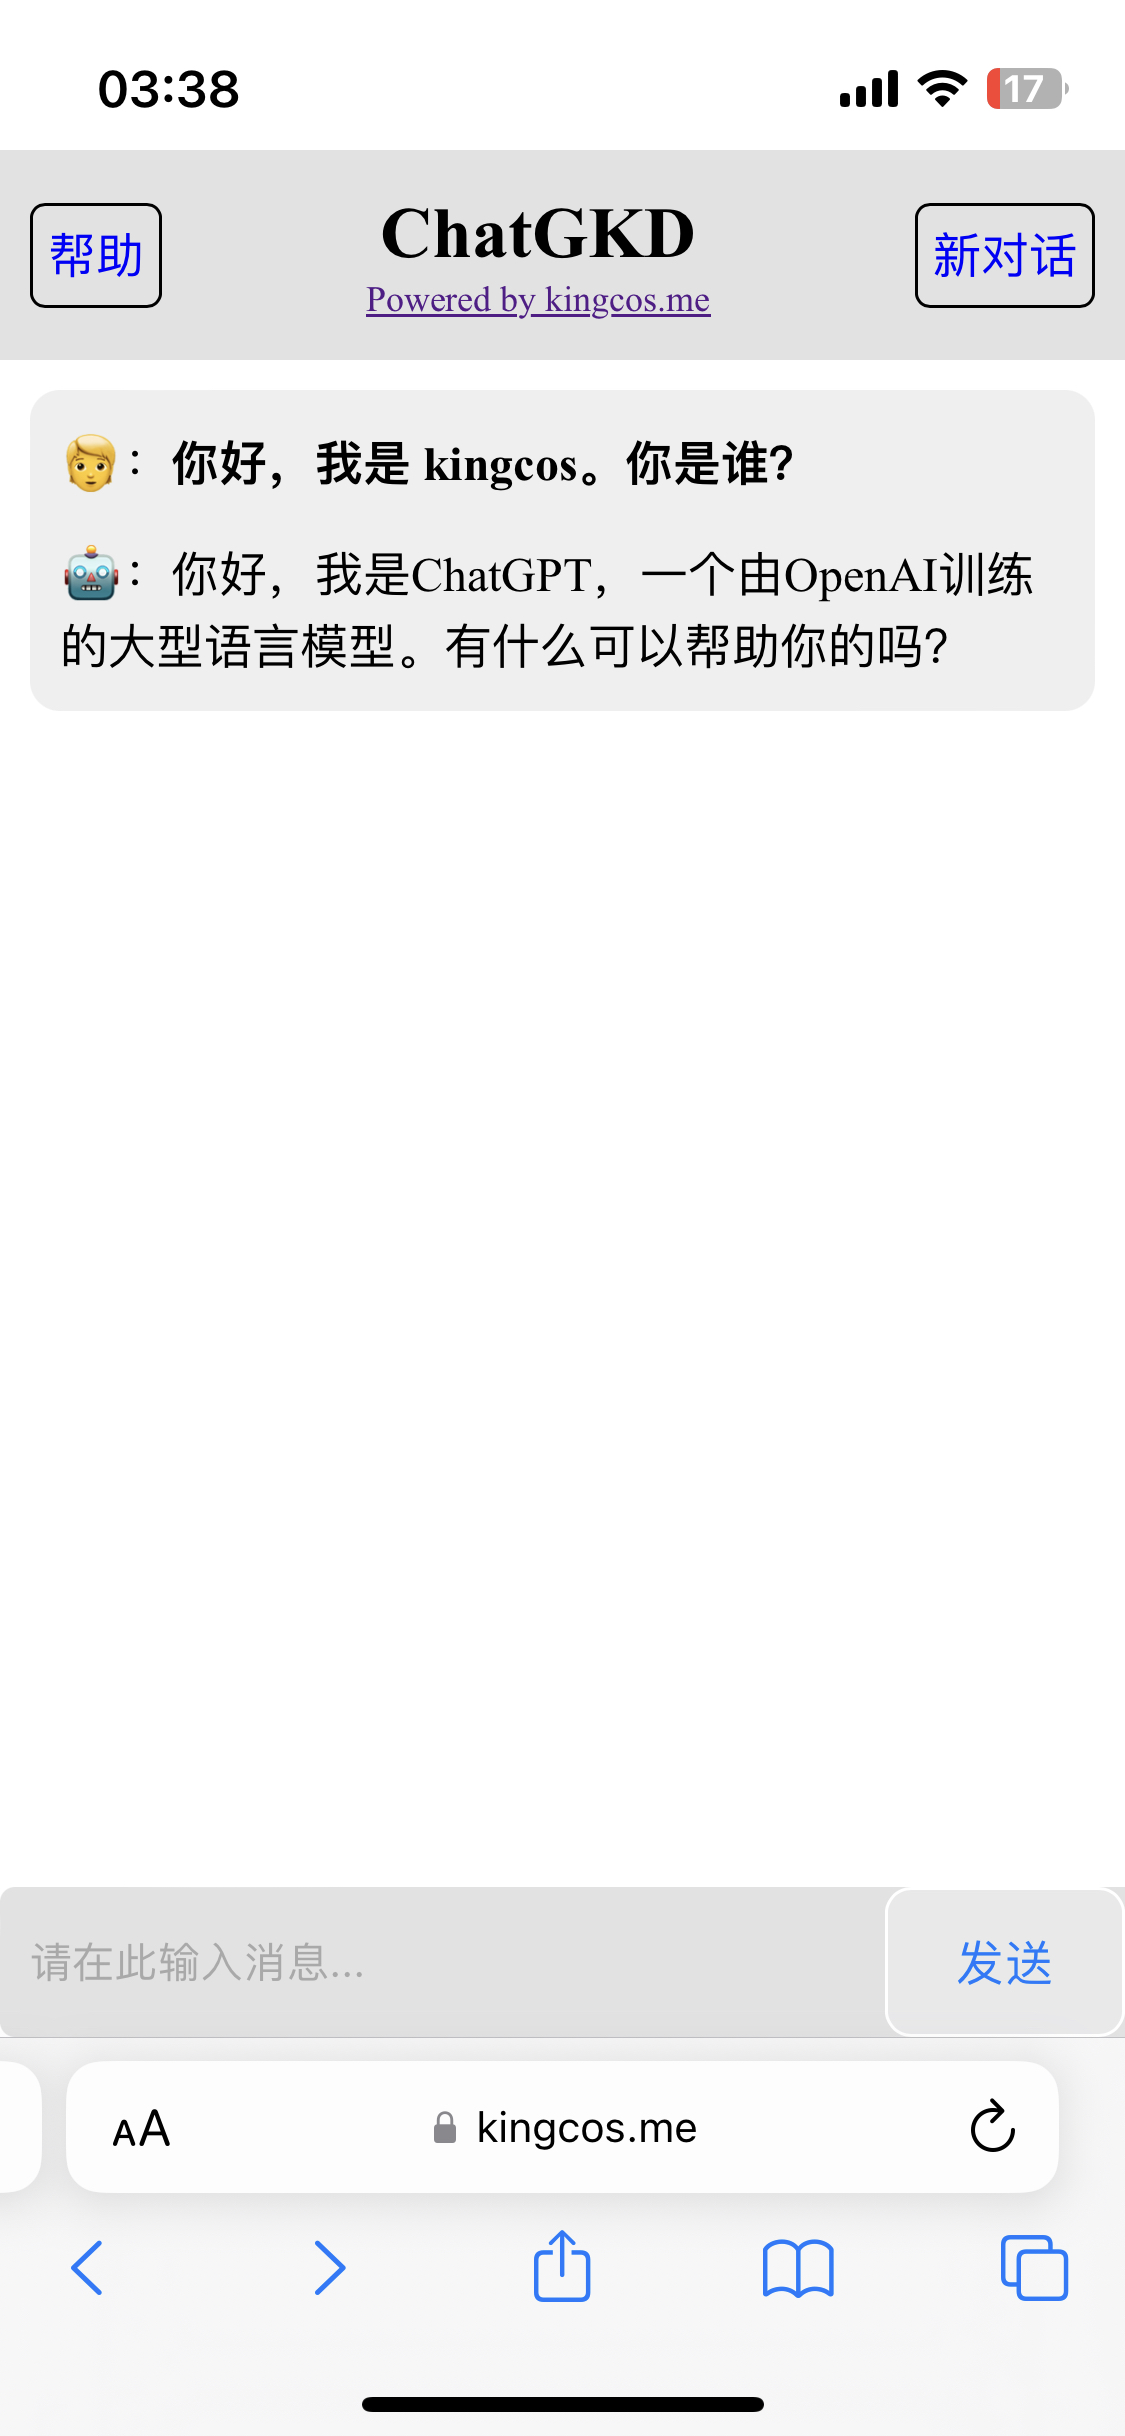 03:38
17
帮助
ChatGKD
Powered by kingcos.me
新对话
：你好，我是 kingcos。你是谁？
：你好，我是ChatGPT，一个由OpenAI训练
的大型语言模型。有什么可以帮助你的吗？
请在此输入消息...
发送
AA
kingcos.me